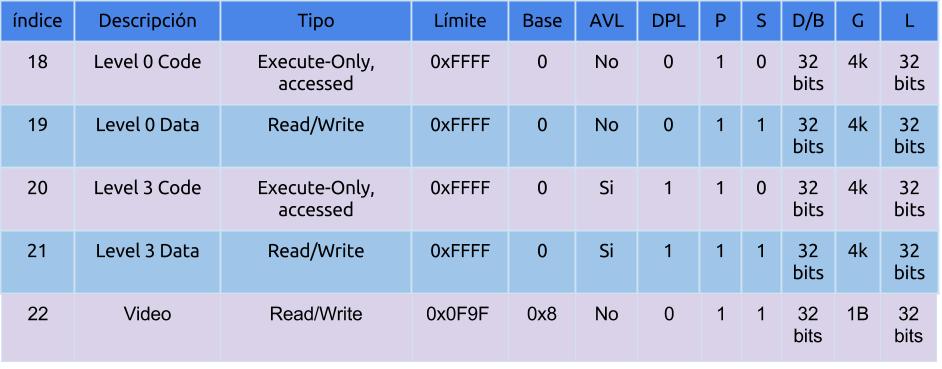 índice Descripción Tipo Límite Base AVL DPL P S D/B G L
18 Level 0 Code Execute-Only, accessed 0xFFFF 0 No 0 1 0 32 bits 4k 32 bits
19 Level 0 Data Read/Write 0xFFFF 0 No 0 1 1 32 bits 4k 32 bits
20 Level 3 Code Execute-Only, accessed 0xFFFF 0 Si 1 1 0 32 bits 4k 32 bits
21 Level 3 Data Read/Write 0xFFFF 0 Si 1 1 1 32 bits 4k 32 bits
22 Video Read/Write 0x0F9F 0x8 No 0 1 1 32 bits 1B 32 bits